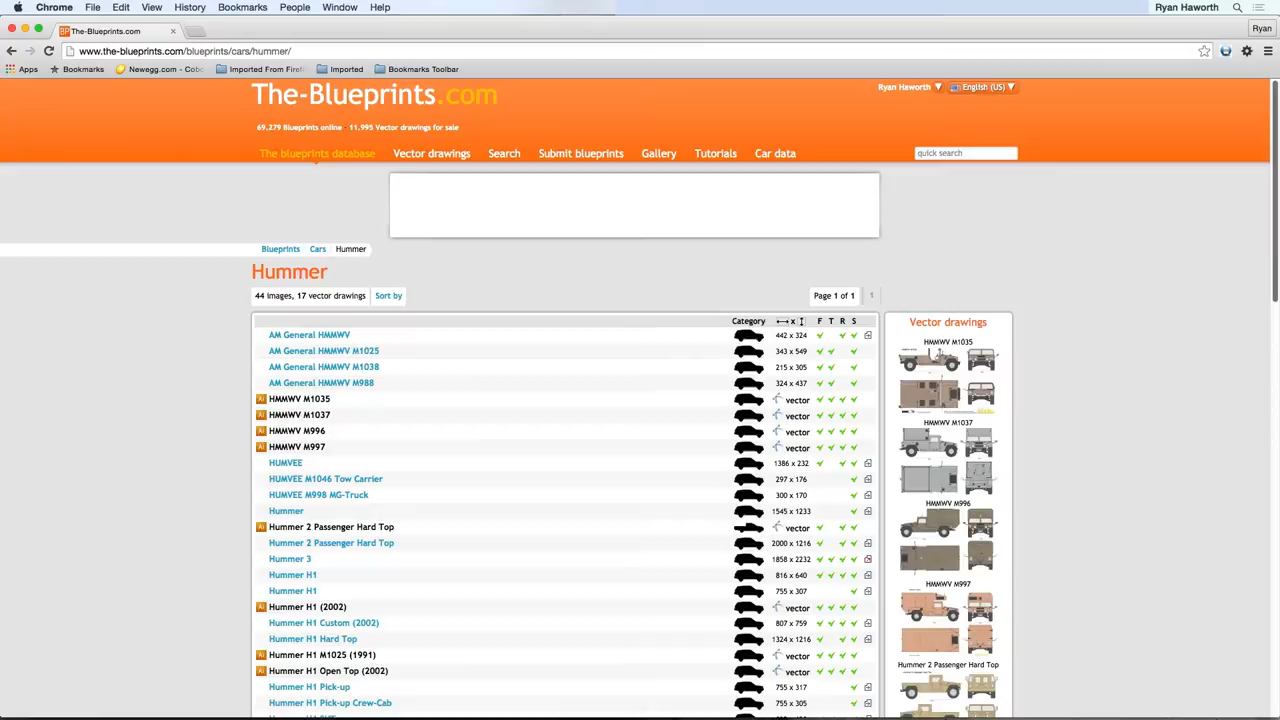 Chrome File Edit View History Bookmarks People Window Help Ryan Haworth
The-Blueprints.com Ryan
www.the-blueprints.com/blueprints/cars/hummer/
Apps Bookmarks Newegg.com - Cobo Imported From Firef Imported Bookmarks Toolbar
The-Blueprints.com
Ryan Haworth English (US)
69,279 Blueprints online 11,995 Vector drawings for sale
The blueprints database Vector drawings Search Submit blueprints Gallery Tutorials Car data quick search
Blueprints Cars Hummer
Hummer
44 images, 17 vector drawings Sort by Page 1 of 1 1
Category x F T R S
AM General HMMWV 442 x 324
AM General HMMWV M1025 343 x 549
AM General HMMWV M1038 215 x 305
AM General HMMWV M988 324 x 437
Ai HMMWV M1035 vector
Ai HMMWV M1037 vector
Ai HMMWV M996 vector
Ai HMMWV M997 vector
HUMVEE 1386 x 232
HUMVEE M1046 Tow Carrier 297 x 176
HUMVEE M998 MG-Truck 300 x 170
Hummer 1545 x 1233
Ai Hummer 2 Passenger Hard Top vector
Hummer 2 Passenger Hard Top 2000 x 1216
Hummer 3 1858 x 2232
Hummer H1 816 x 640
Hummer H1 755 x 307
Ai Hummer H1 (2002) vector
Hummer H1 Custom (2002) 807 x 759
Hummer H1 Hard Top 1324 x 1216
Ai Hummer H1 M1025 (1991) vector
Ai Hummer H1 Open Top (2002) vector
Hummer H1 Pick-up 755 x 317
Hummer H1 Pick-up Crew-Cab 755 x 305
Vector drawings
HMMWV M1035
HMMWV M1037
HMMWV M996
HMMWV M997
Hummer 2 Passenger Hard Top